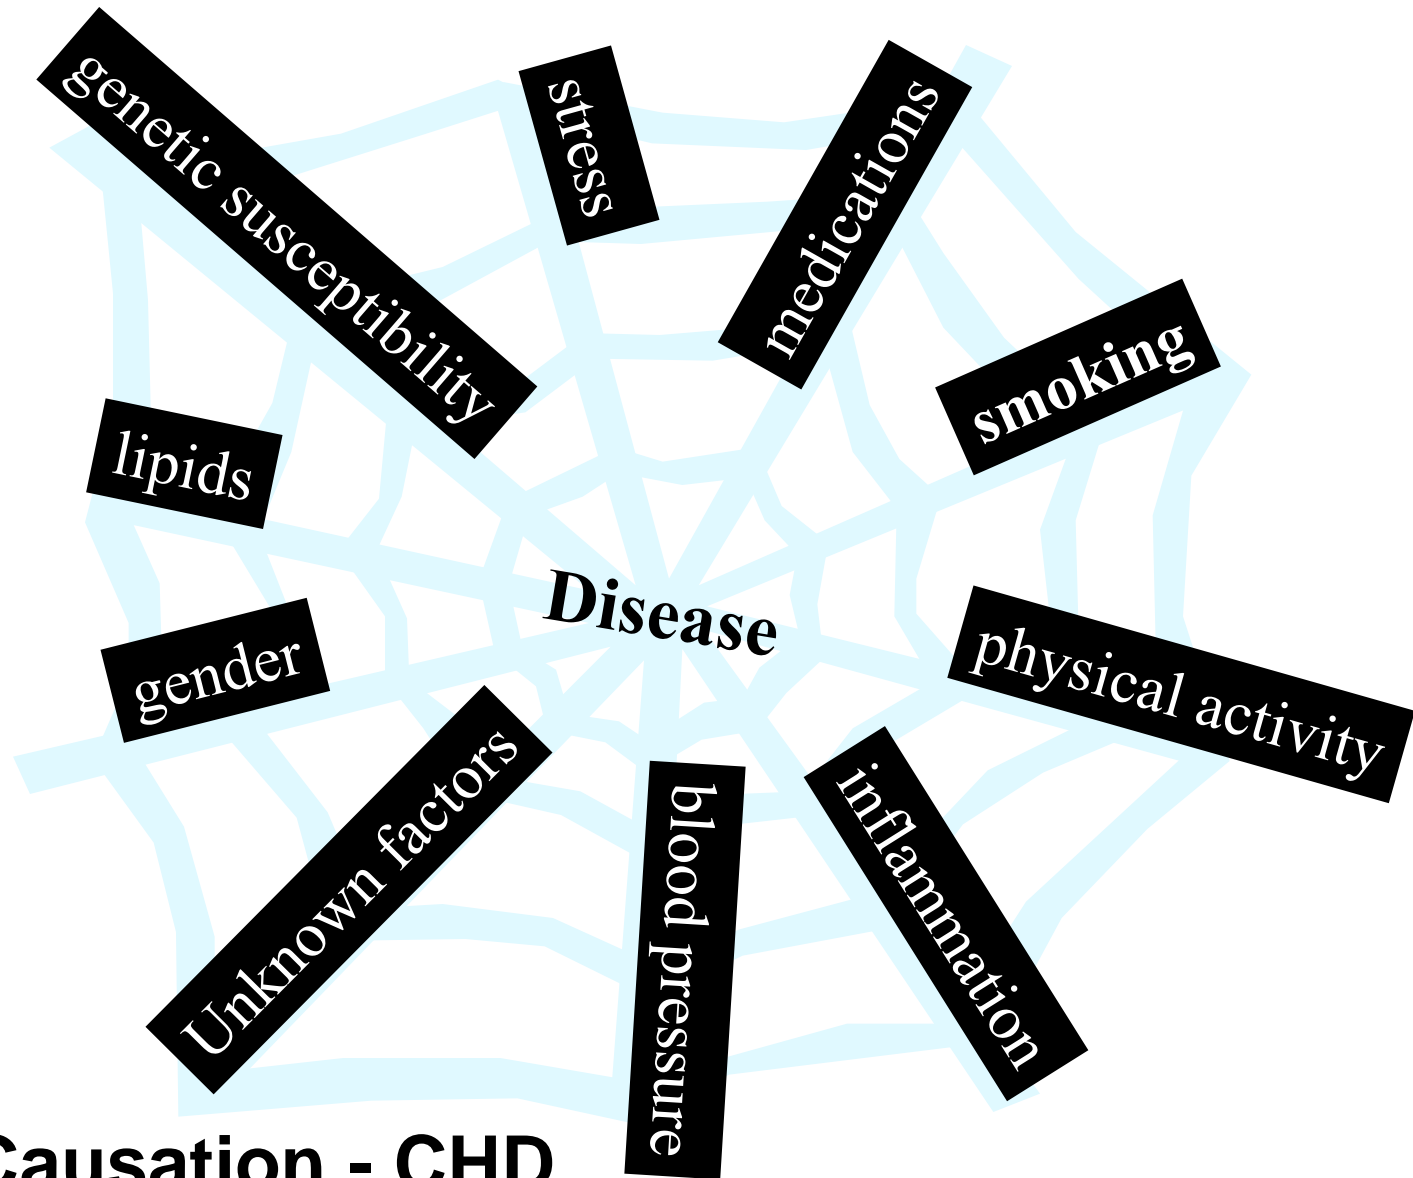 genetic susceptibility
stress
medications
smoking
lipids
Disease
gender
physical activity
Unknown factors
blood pressure
inflammation
Causation - CHD